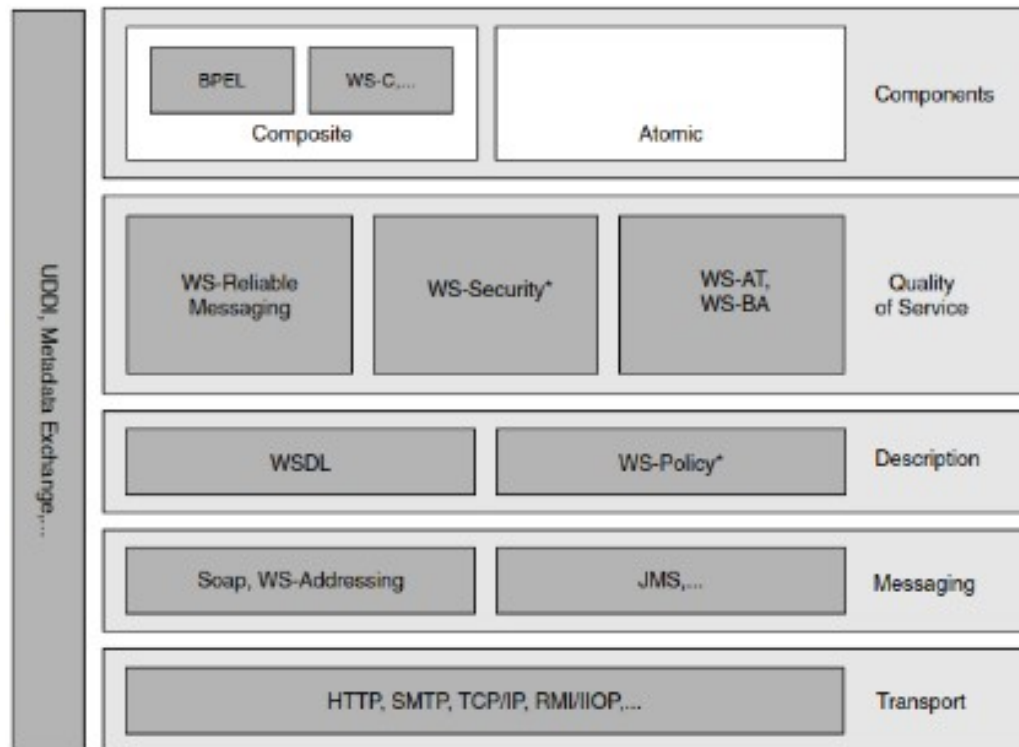 UDDI, Metadata Exchange,...
BPEL
WS-C,...
Composite
Atomic
Components
WS-Reliable
Messaging
WS-Security*
WS-AT,
WS-BA
Quality
of Service
WSDL
WS-Policy*
Description
Soap, WS-Addressing
JMS,...
Messaging
HTTP, SMTP, TCP/IP, RMI/IIOP,...
Transport